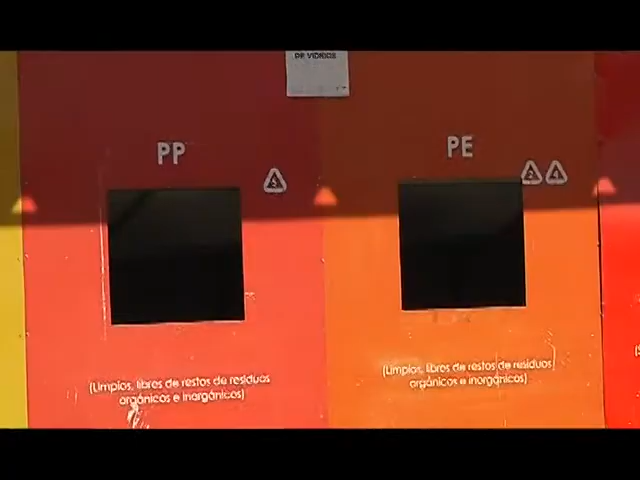 DE VIDRIOS
PP
5
(Limpios, libres de restos de residuos
orgánicos e inorgánicos)
PE
2 4
(Limpios, libres de restos de residuos
orgánicos e inorgánicos)